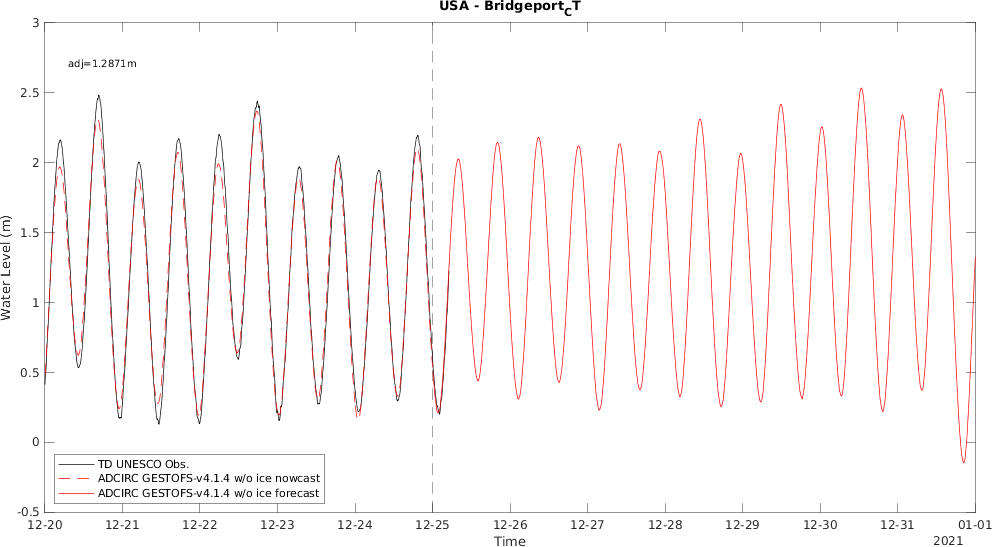 USA - Bridgeport_CT
adj=1.2871m
3
2.5
2
1.5
1
0.5
0
-0.5
Water Level (m)
TD UNESCO Obs.
ADCIRC GESTOFS-v4.1.4 w/o ice nowcast
ADCIRC GESTOFS-v4.1.4 w/o ice forecast
12-20 12-21 12-22 12-23 12-24 12-25 12-26 12-27 12-28 12-29 12-30 12-31 01-01
Time
2021